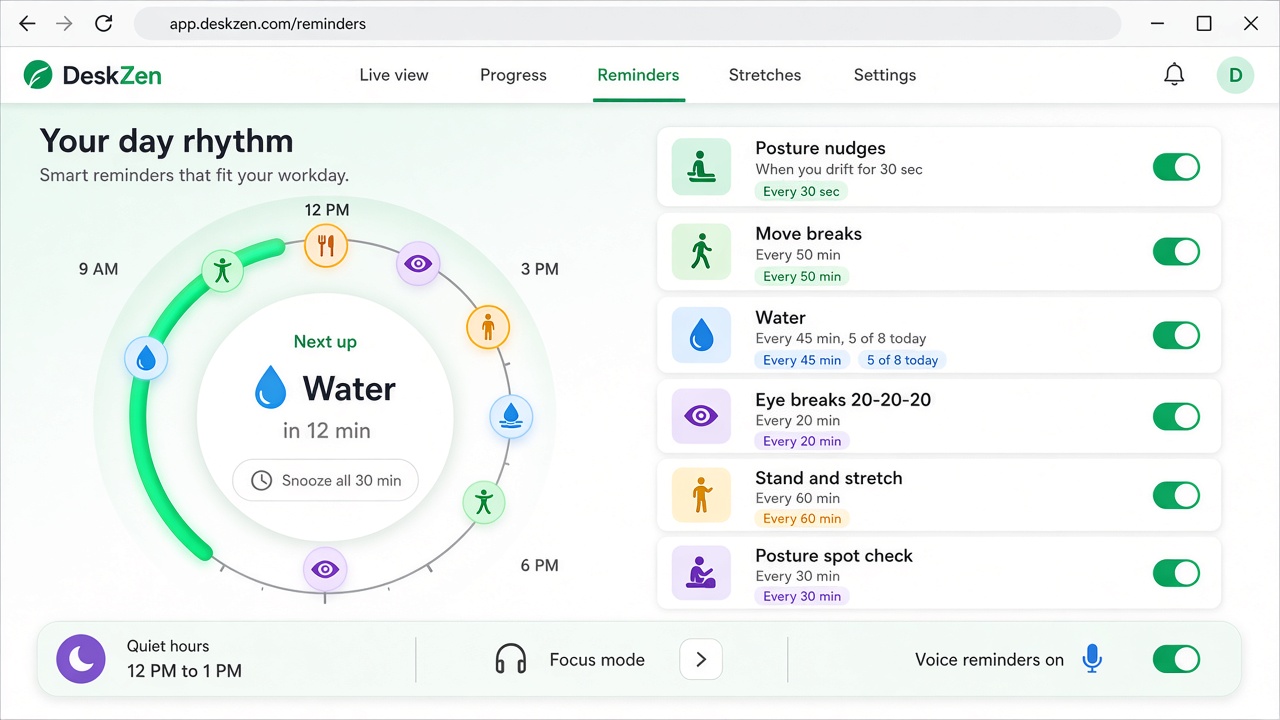 app.deskzen.com/reminders
DeskZen
Live view
Progress
Reminders
Stretches
Settings
D
Your day rhythm
Smart reminders that fit your workday.
12 PM
9 AM
3 PM
6 PM
Next up
Water
in 12 min
Snooze all 30 min
Posture nudges
When you drift for 30 sec
Every 30 sec
Move breaks
Every 50 min
Every 50 min
Water
Every 45 min, 5 of 8 today
Every 45 min
5 of 8 today
Eye breaks 20-20-20
Every 20 min
Every 20 min
Stand and stretch
Every 60 min
Every 60 min
Posture spot check
Every 30 min
Every 30 min
Quiet hours
12 PM to 1 PM
Focus mode
Voice reminders on